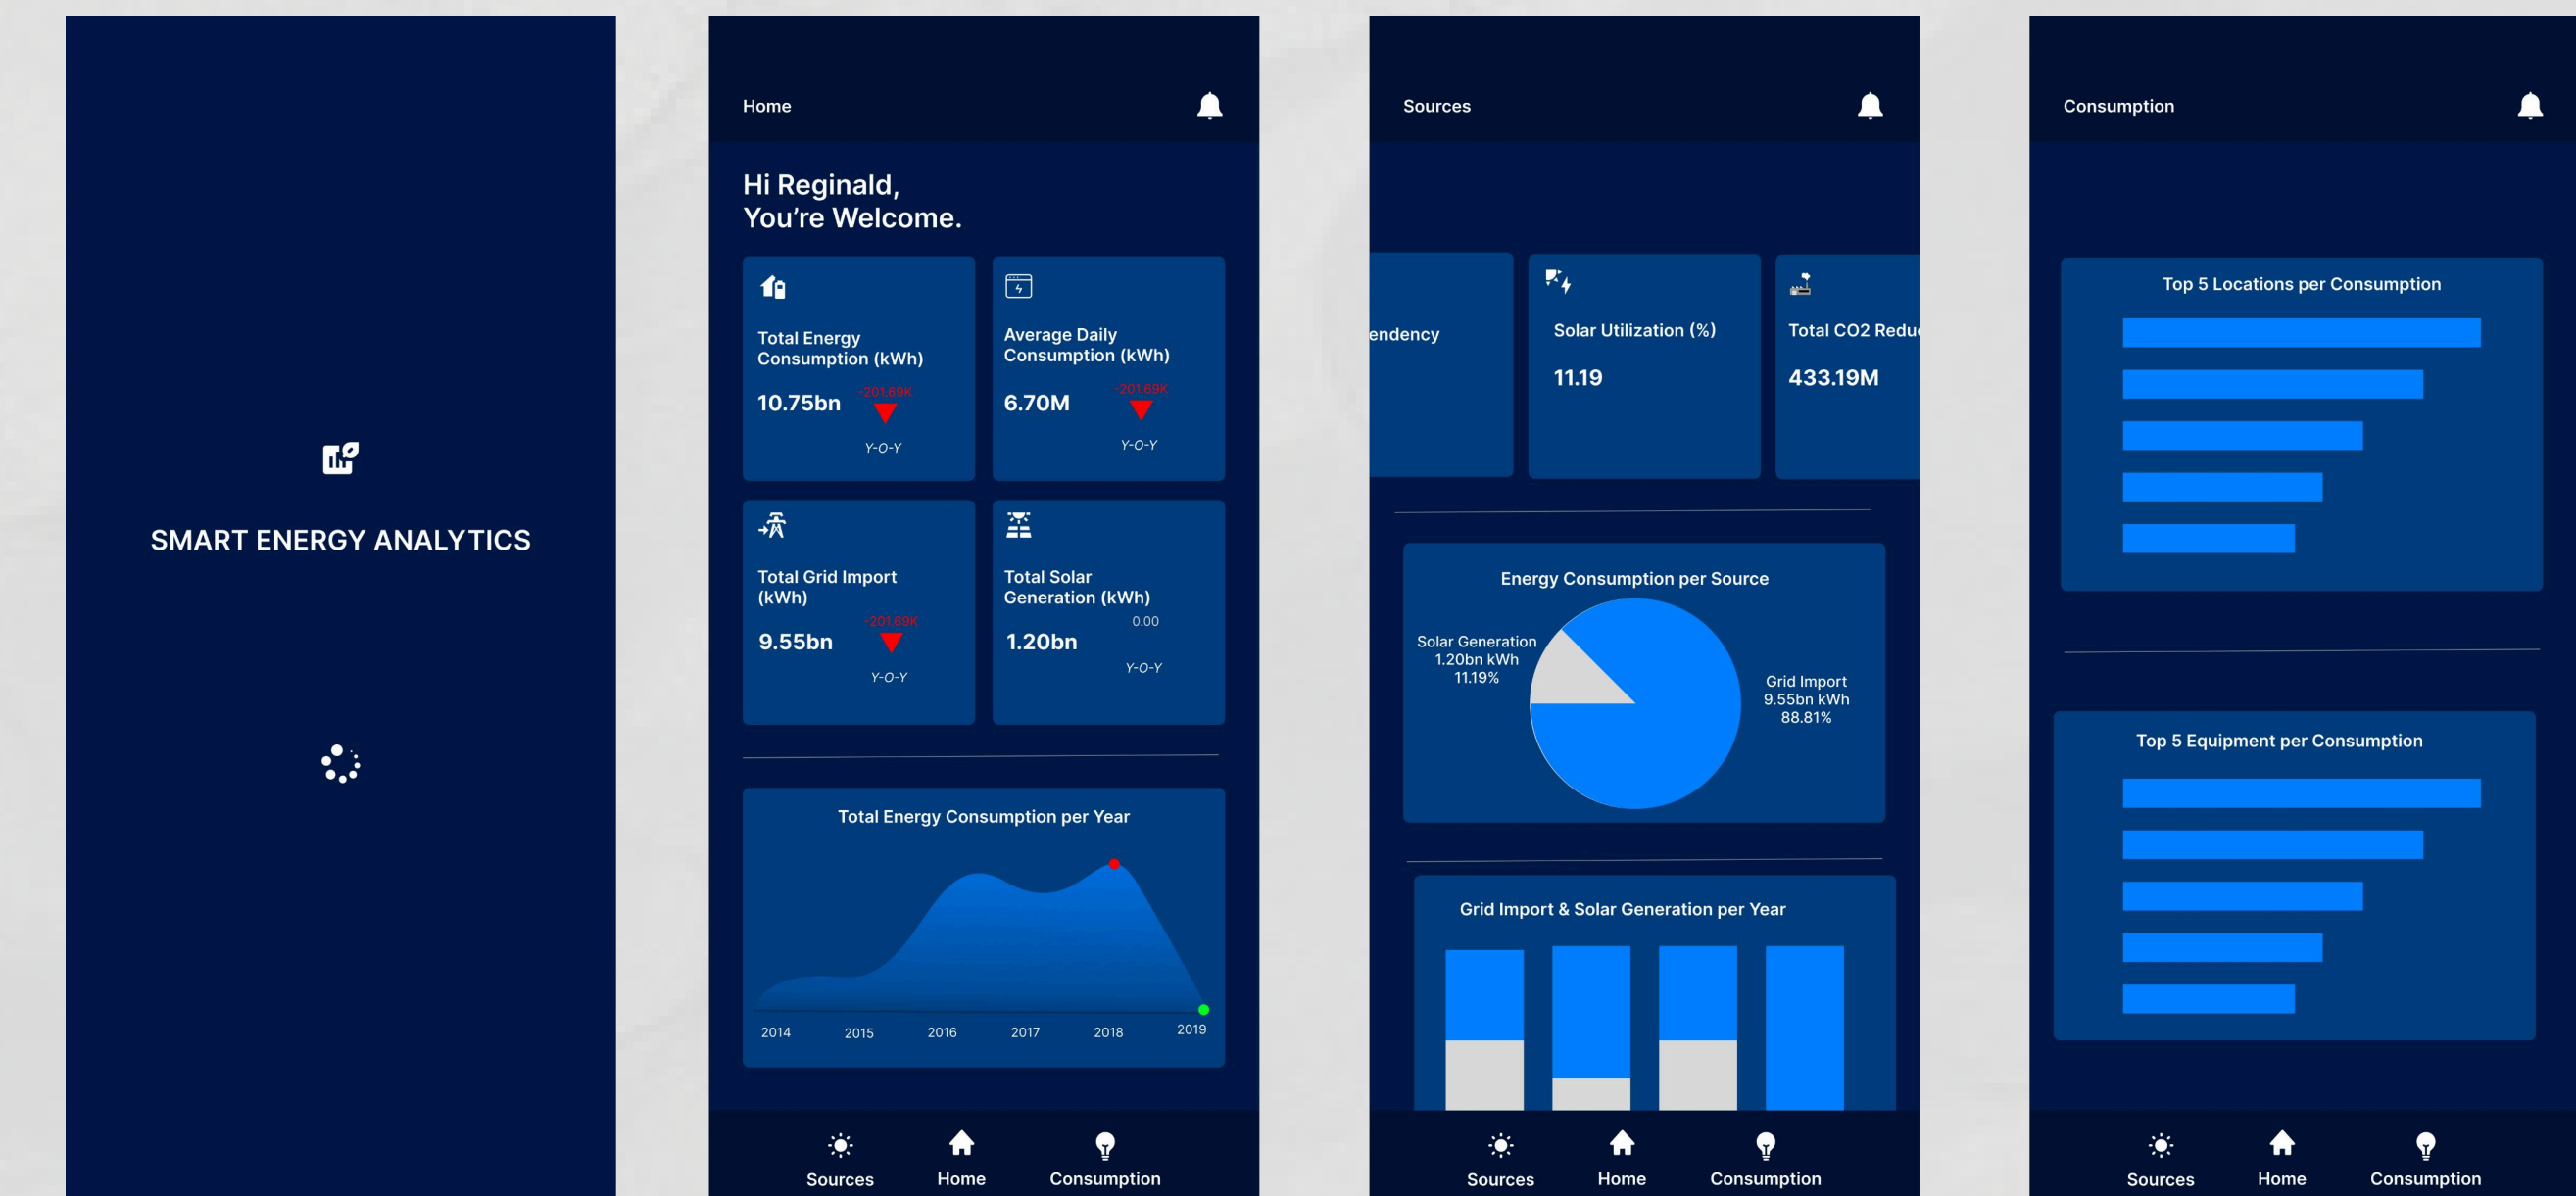 SMART ENERGY ANALYTICS
Home
Hi Reginald,
You're Welcome.
Total Energy
Consumption (kWh)
10.75bn
-201.69K
Y-O-Y
Average Daily
Consumption (kWh)
6.70M
-201.69K
Y-O-Y
Total Grid Import
(kWh)
9.55bn
-201.69K
Y-O-Y
Total Solar
Generation (kWh)
1.20bn
0.00
Y-O-Y
Total Energy Consumption per Year
2014 2015 2016 2017 2018 2019
Sources Home Consumption
Sources
endency
Solar Utilization (%)
11.19
Total CO2 Redu
433.19M
Energy Consumption per Source
Solar Generation
1.20bn kWh
11.19%
Grid Import
9.55bn kWh
88.81%
Grid Import & Solar Generation per Year
Sources Home Consumption
Consumption
Top 5 Locations per Consumption
Top 5 Equipment per Consumption
Sources Home Consumption